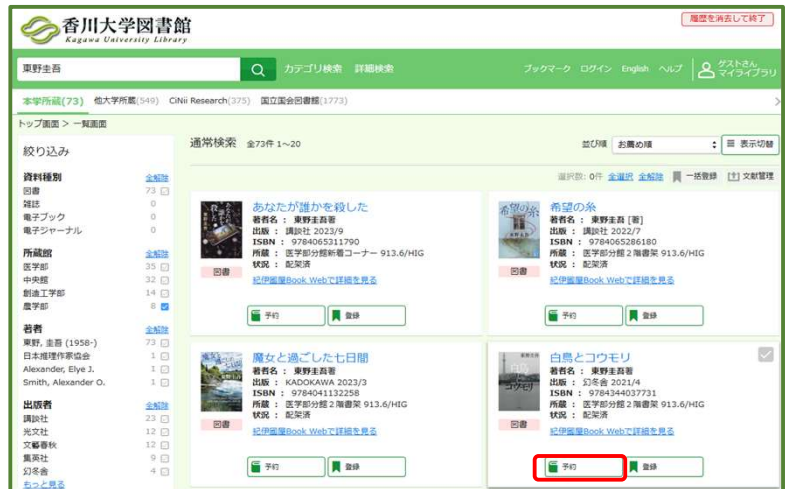 香川大学図書館
Kagawa University Library
履歴を消去して終了
東野圭吾
カテゴリ検索 詳細検索
ブックマーク ログイン English ヘルプ
ゲストさん
マイライブラリ
本学所蔵(73) 他大学所蔵(549) CiNii Research(375) 国立国会図書館(1773)
トップ画面 > 一覧画面
絞り込み
資料種別 全解除
図書 73
雑誌 0
電子ブック 0
電子ジャーナル 0
所蔵館 全解除
医学部 35
中央館 32
創造工学部 14
農学部 8
著者 全解除
東野, 圭吾 (1958-) 73
日本推理作家協会 1
Alexander, Elye J. 1
Smith, Alexander O. 1
出版者 全解除
講談社 23
光文社 12
文藝春秋 12
集英社 9
幻冬舎 4
もっと見る
通常検索 全73件 1～20
並び順 お薦め順 表示切替
選択数: 0件 全選択 全解除 一括登録 文献管理
あなたが誰かを殺した
著者名 : 東野圭吾著
出版 : 講談社 2023/9
ISBN : 9784065311790
所蔵 : 医学部分館新着コーナー 913.6/HIG
状況 : 配架済
図書
紀伊國屋Book Webで詳細を見る
予約 登録
希望の糸
著者名 : 東野圭吾 [著]
出版 : 講談社 2022/7
ISBN : 9784065286180
所蔵 : 医学部分館２階書架 913.6/HIG
状況 : 配架済
図書
紀伊國屋Book Webで詳細を見る
予約 登録
魔女と過ごした七日間
著者名 : 東野圭吾著
出版 : KADOKAWA 2023/3
ISBN : 9784041132258
所蔵 : 医学部分館２階書架 913.6/HIG
状況 : 配架済
図書
紀伊國屋Book Webで詳細を見る
予約 登録
白鳥とコウモリ
著者名 : 東野圭吾著
出版 : 幻冬舎 2021/4
ISBN : 9784344037731
所蔵 : 医学部分館２階書架 913.6/HIG
状況 : 配架済
図書
紀伊國屋Book Webで詳細を見る
予約 登録